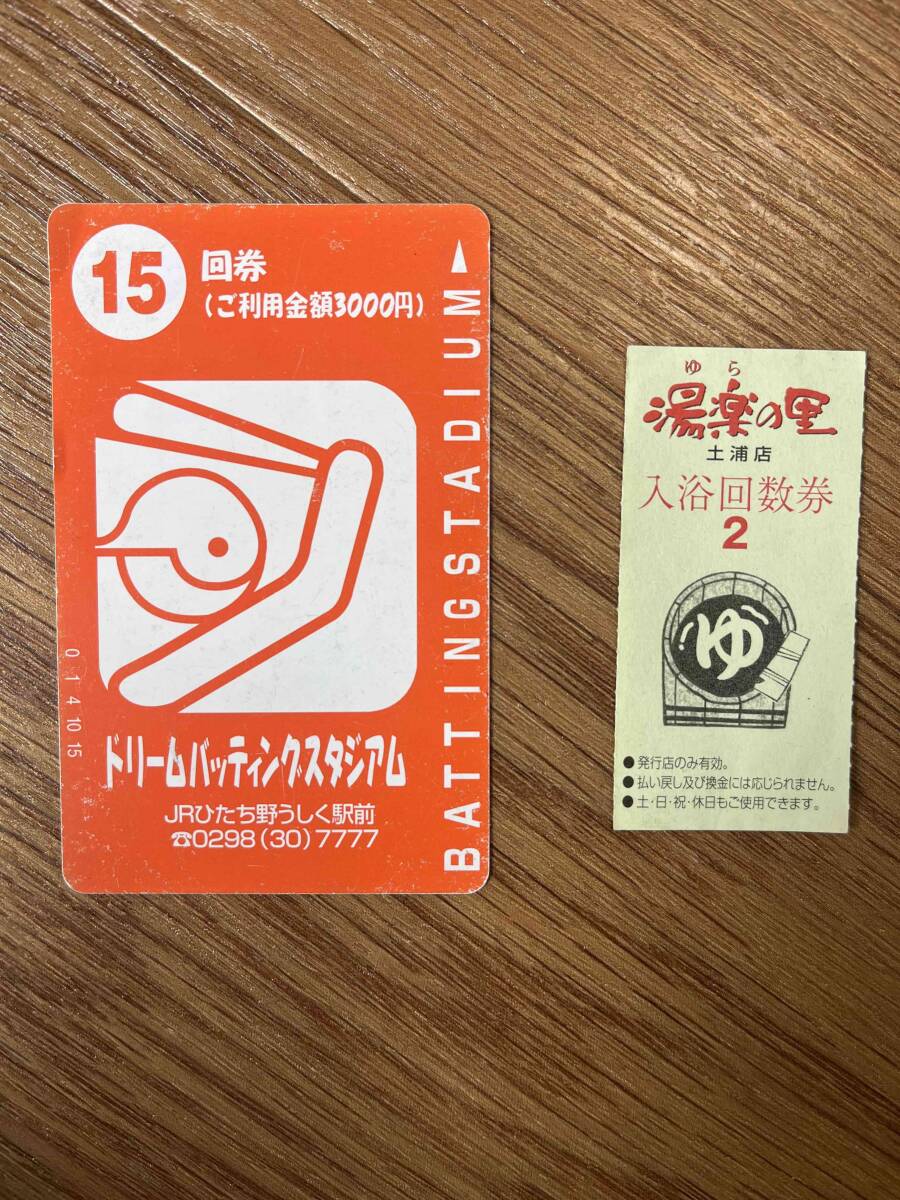 15
回券
(ご利用金額3000円)
BATTINGSTADIUM
0 1 4 10 15
ドリームバッティングスタジアム
JRひたち野うしく駅前
☎0298(30)7777
ゆら
湯楽の里
土浦店
入浴回数券
2
ゆ
●発行店のみ有効。
●払い戻し及び換金には応じられません。
●土・日・祝・休日もご使用できます。